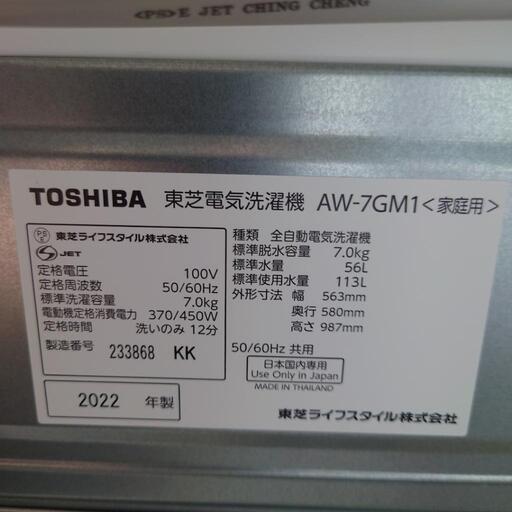 <PS>E JET CHING CHENG
TOSHIBA 東芝電気洗濯機 AW-7GM1<家庭用>
PS E 東芝ライフスタイル株式会社
JET
定格電圧 100V
定格周波数 50/60Hz
標準洗濯容量 7.0kg
電動機定格消費電力 370/450W
定格時間 洗いのみ 12分
製造番号 233868 KK
2022 年製
種類 全自動電気洗濯機
標準脱水容量 7.0kg
標準水量 56L
標準使用水量 113L
外形寸法 幅 563mm
奥行 580mm
高さ 987mm
50/60Hz 共用
日本国内専用
Use Only in Japan
MADE IN THAILAND
東芝ライフスタイル株式会社